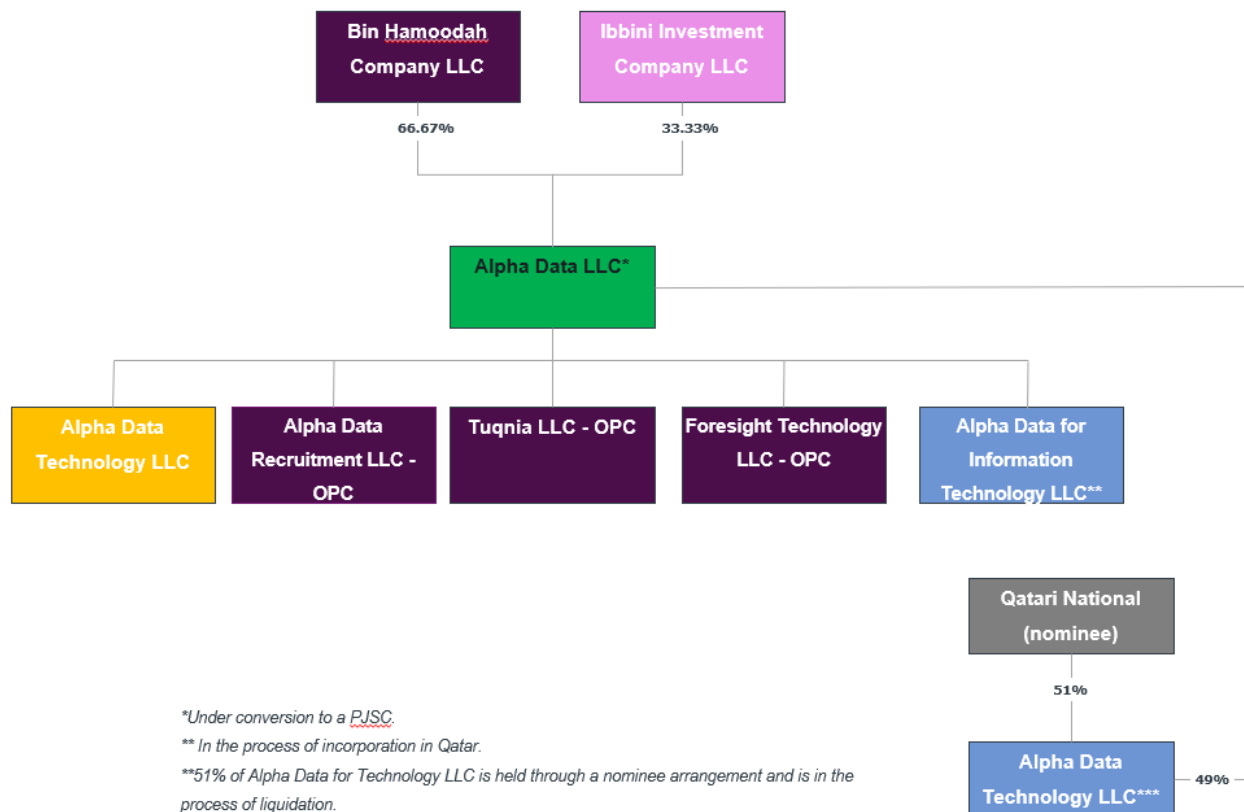 Bin Hamoodah
Company LLC
Ibbini Investment
Company LLC
66.67%
33.33%
Alpha Data LLC*
Alpha Data
Technology LLC
Alpha Data
Recruitment LLC -
OPC
Tuqnia LLC - OPC
Foresight Technology
LLC - OPC
Alpha Data for
Information
Technology LLC**
Qatari National
(nominee)
51%
Alpha Data
Technology LLC***
49%
*Under conversion to a PJSC.
** In the process of incorporation in Qatar.
**51% of Alpha Data for Technology LLC is held through a nominee arrangement and is in the
process of liquidation.